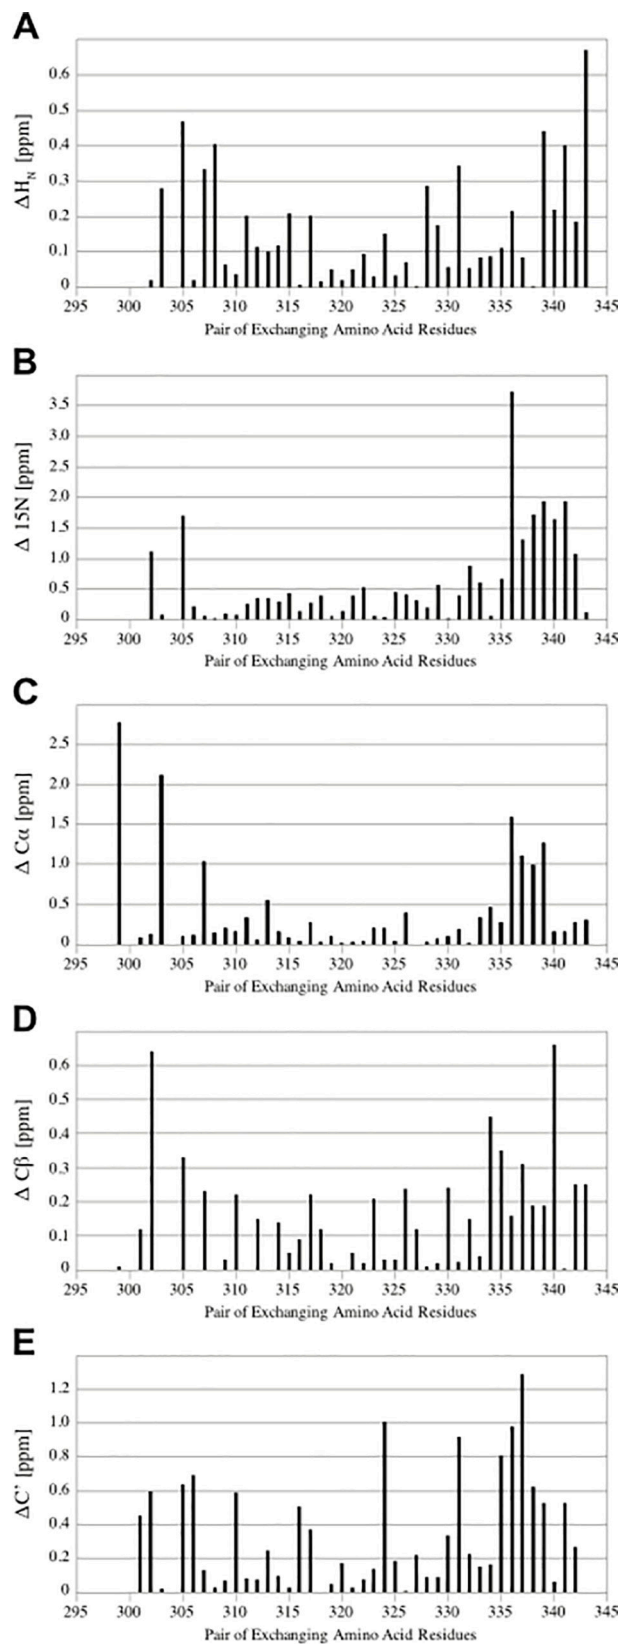 A
ΔH_N [ppm]
0.6
0.5
0.4
0.3
0.2
0.1
0
295 300 305 310 315 320 325 330 335 340 345
Pair of Exchanging Amino Acid Residues
B
Δ 15N [ppm]
3.5
3.0
2.5
2.0
1.5
1.0
0.5
0
295 300 305 310 315 320 325 330 335 340 345
Pair of Exchanging Amino Acid Residues
C
Δ Cα [ppm]
2.5
2.0
1.5
1.0
0.5
0
295 300 305 310 315 320 325 330 335 340 345
Pair of Exchanging Amino Acid Residues
D
Δ Cβ [ppm]
0.6
0.5
0.4
0.3
0.2
0.1
0
295 300 305 310 315 320 325 330 335 340 345
Pair of Exchanging Amino Acid Residues
E
ΔC' [ppm]
1.2
1.0
0.8
0.6
0.4
0.2
0
295 300 305 310 315 320 325 330 335 340 345
Pair of Exchanging Amino Acid Residues